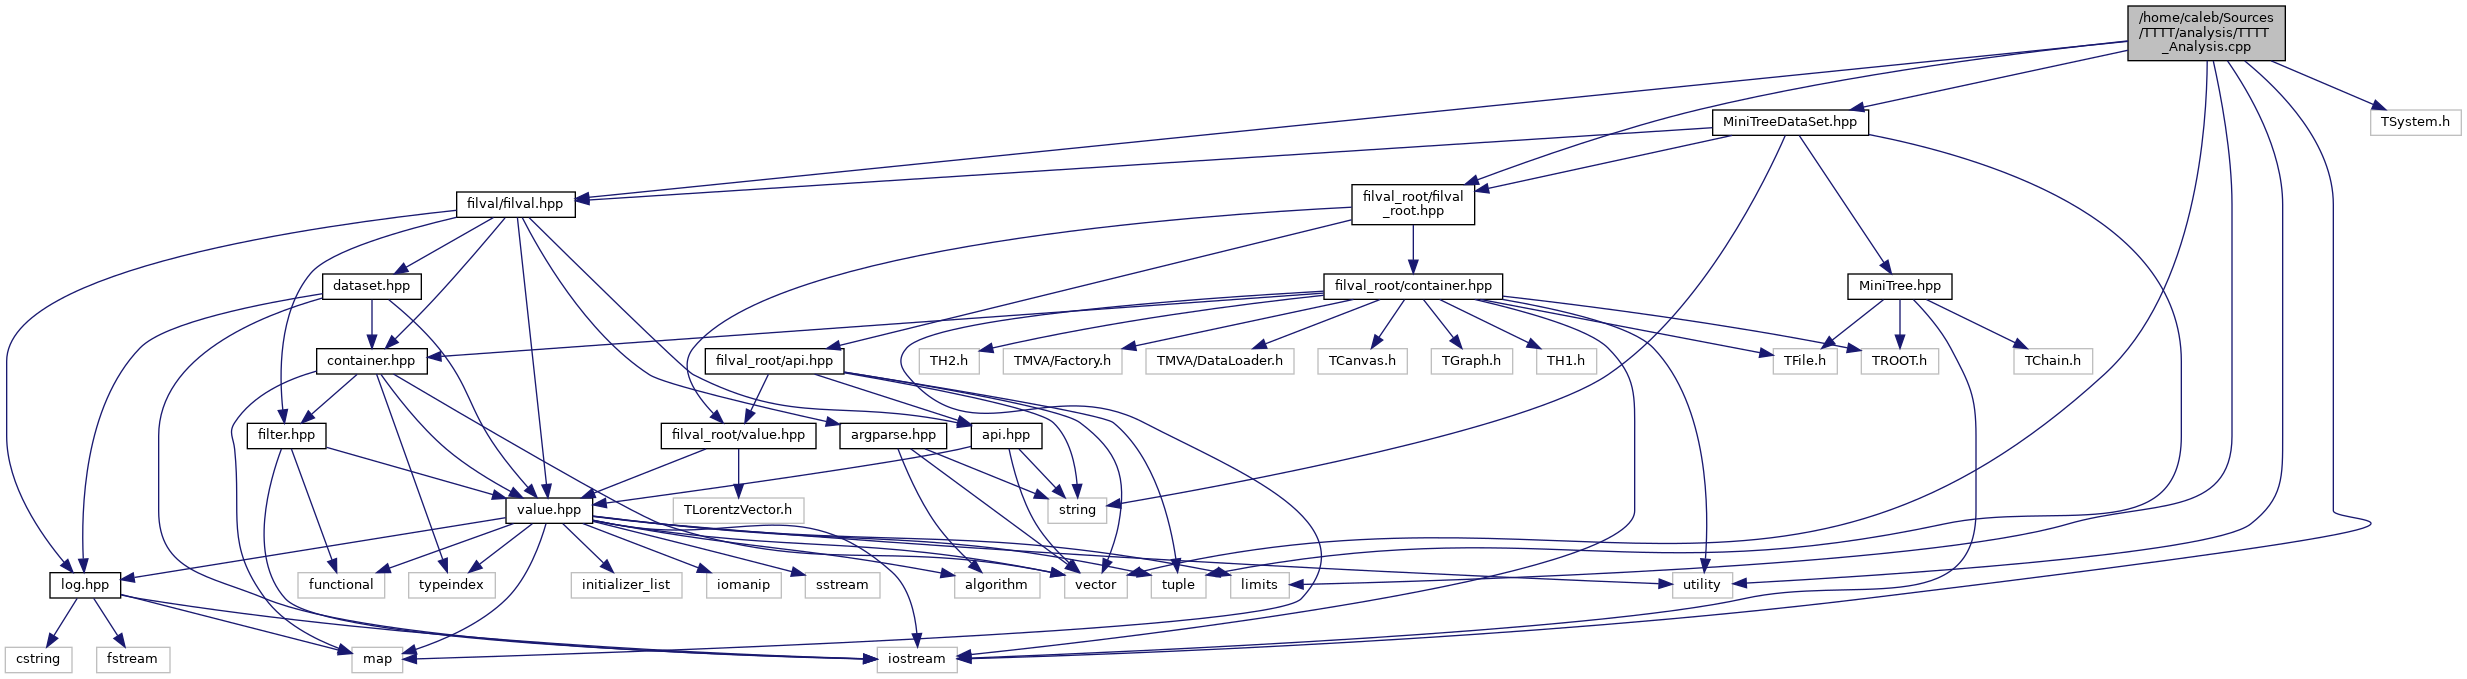 /home/caleb/Sources
/TTTT/analysis/TTTT
_Analysis.cpp
MiniTreeDataSet.hpp
TSystem.h
filval/filval.hpp
filval_root/filval
_root.hpp
dataset.hpp
filval_root/container.hpp
MiniTree.hpp
container.hpp
filval_root/api.hpp
TH2.h
TMVA/Factory.h
TMVA/DataLoader.h
TCanvas.h
TGraph.h
TH1.h
TFile.h
TROOT.h
TChain.h
filter.hpp
filval_root/value.hpp
argparse.hpp
api.hpp
value.hpp
TLorentzVector.h
string
log.hpp
functional
typeindex
initializer_list
iomanip
sstream
algorithm
vector
tuple
limits
utility
cstring
fstream
map
iostream